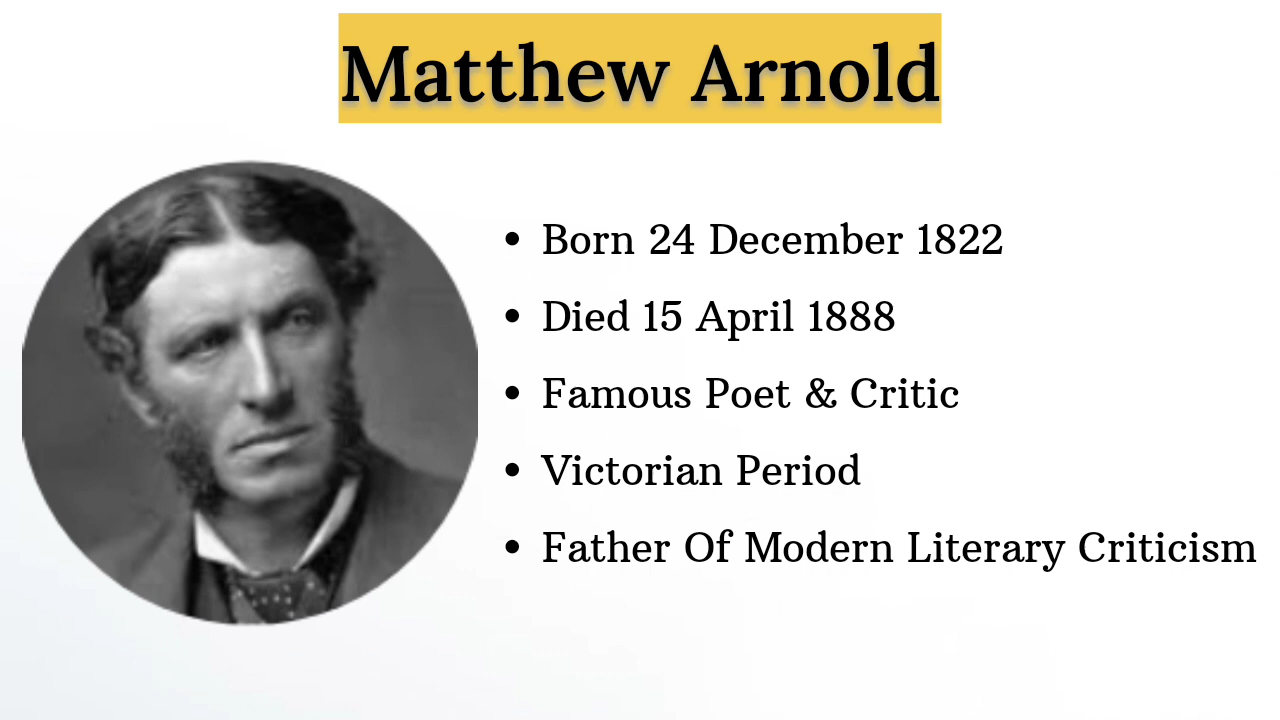 Matthew Arnold
• Born 24 December 1822
• Died 15 April 1888
• Famous Poet & Critic
• Victorian Period
• Father Of Modern Literary Criticism